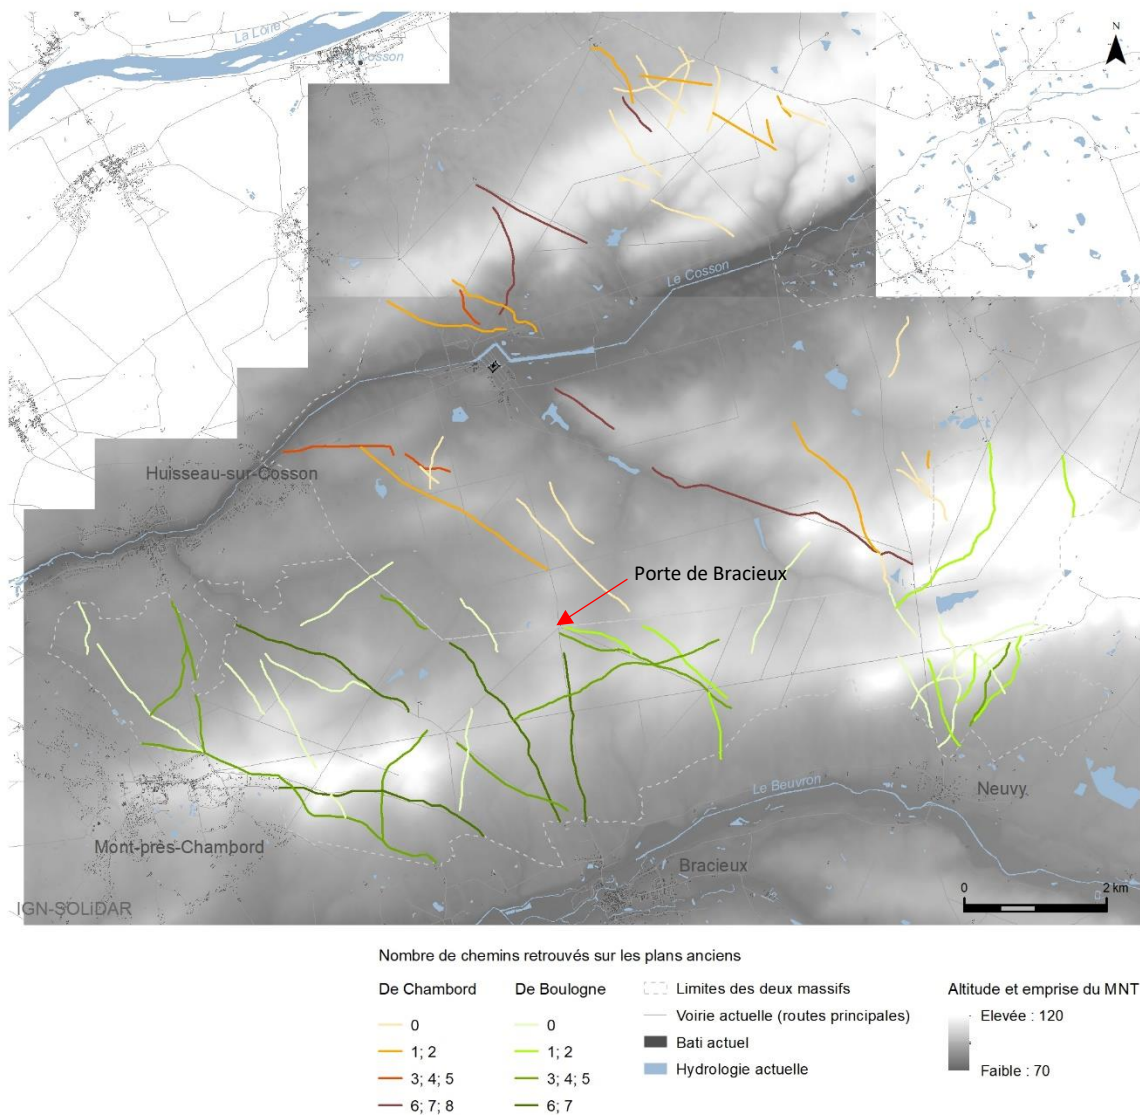 La Loire
Cosson
N
Le Cosson
Huisseau-sur-Cosson
Porte de Bracieux
Le Beuvron
Neuvy
Mont-près-Chambord
Bracieux
IGN-SOLiDAR
0 2 km
Nombre de chemins retrouvés sur les plans anciens
De Chambord
0
1; 2
3; 4; 5
6; 7; 8
De Boulogne
0
1; 2
3; 4; 5
6; 7
Limites des deux massifs
Voirie actuelle (routes principales)
Bati actuel
Hydrologie actuelle
Altitude et emprise du MNT
Elevée : 120
Faible : 70